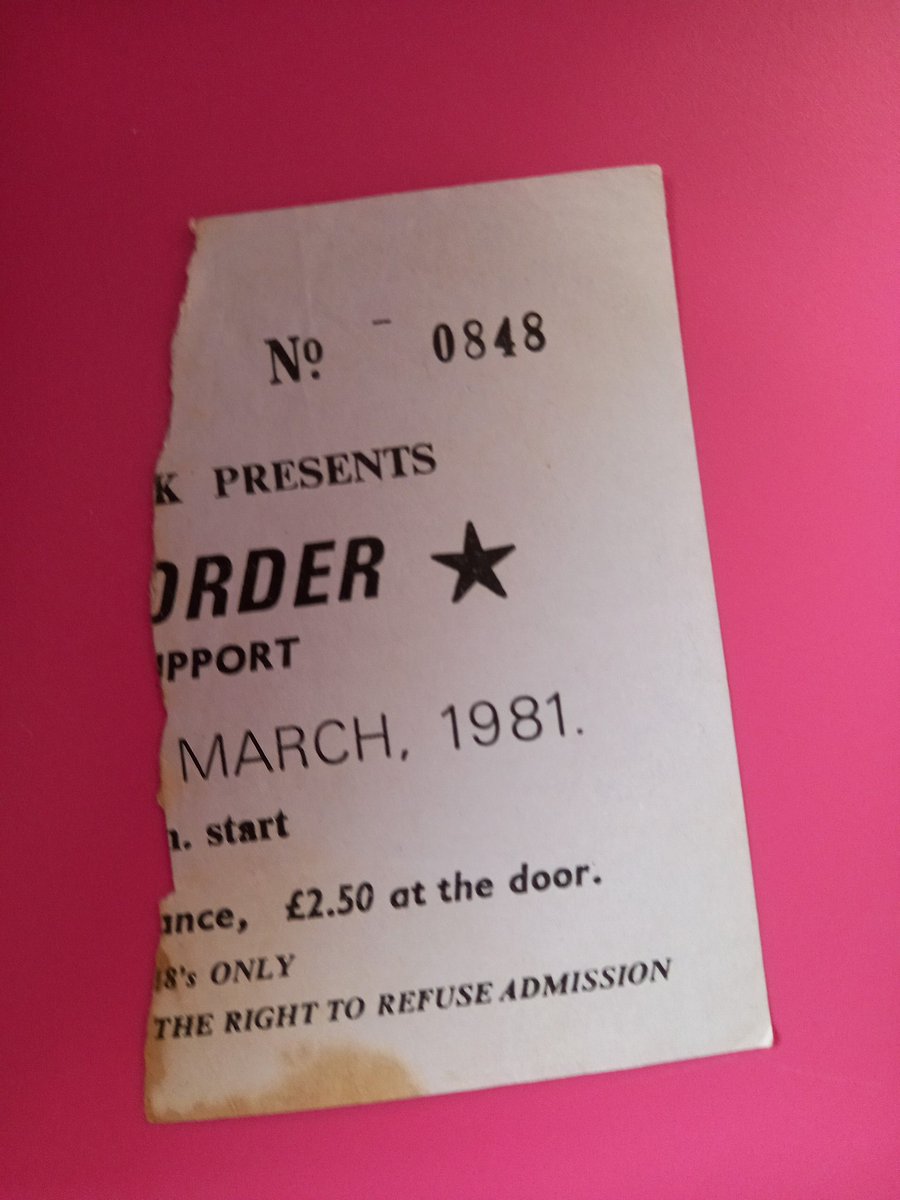 Nº - 0848
K PRESENTS
ORDER ★
PPORT
MARCH, 1981.
. start
ance, £2.50 at the door.
18's ONLY
THE RIGHT TO REFUSE ADMISSION